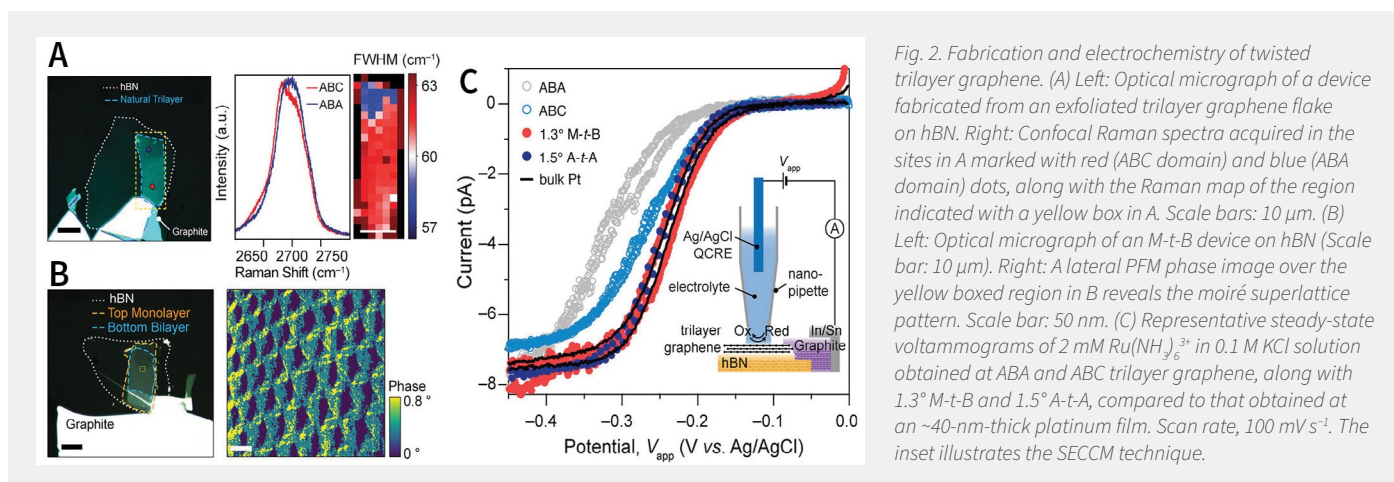 A
hBN
Natural Trilayer
Graphite
Intensity (a.u.)
ABC
ABA
2650 2700 2750
Raman Shift (cm⁻¹)
FWHM (cm⁻¹)
63
60
57
B
hBN
Top Monolayer
Bottom Bilayer
Graphite
Phase
0.8 °
0 °
C
ABA
ABC
1.3° M-t-B
1.5° A-t-A
bulk Pt
Current (pA)
0
−2
−4
−6
−8
Vapp
A
Ag/AgCl
QCRE
electrolyte
nano-
pipette
trilayer
graphene
Ox Red
In/Sn
Graphite
hBN
−0.4 −0.3 −0.2 −0.1 0.0
Potential, Vapp (V vs. Ag/AgCl)
Fig. 2. Fabrication and electrochemistry of twisted
trilayer graphene. (A) Left: Optical micrograph of a device
fabricated from an exfoliated trilayer graphene flake
on hBN. Right: Confocal Raman spectra acquired in the
sites in A marked with red (ABC domain) and blue (ABA
domain) dots, along with the Raman map of the region
indicated with a yellow box in A. Scale bars: 10 μm. (B)
Left: Optical micrograph of an M-t-B device on hBN (Scale
bar: 10 μm). Right: A lateral PFM phase image over the
yellow boxed region in B reveals the moiré superlattice
pattern. Scale bar: 50 nm. (C) Representative steady-state
voltammograms of 2 mM Ru(NH₃)₆³⁺ in 0.1 M KCl solution
obtained at ABA and ABC trilayer graphene, along with
1.3° M-t-B and 1.5° A-t-A, compared to that obtained at
an ~40-nm-thick platinum film. Scan rate, 100 mV s⁻¹. The
inset illustrates the SECCM technique.